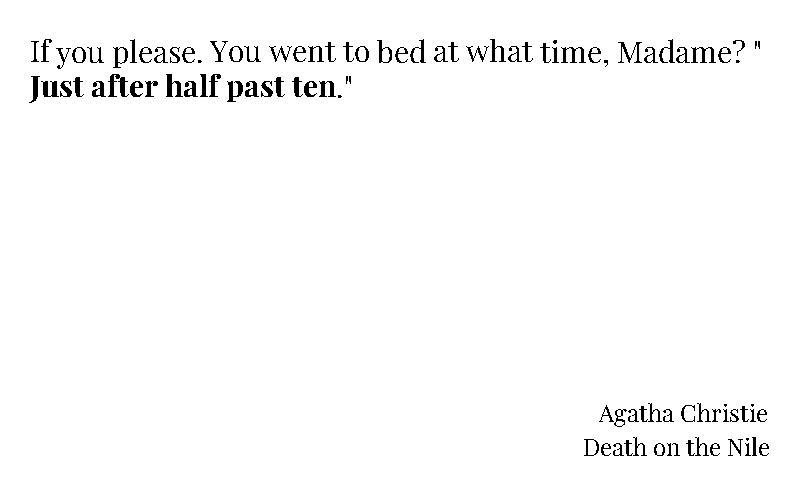 If you please. You went to bed at what time, Madame? "
Just after half past ten."
Agatha Christie
Death on the Nile